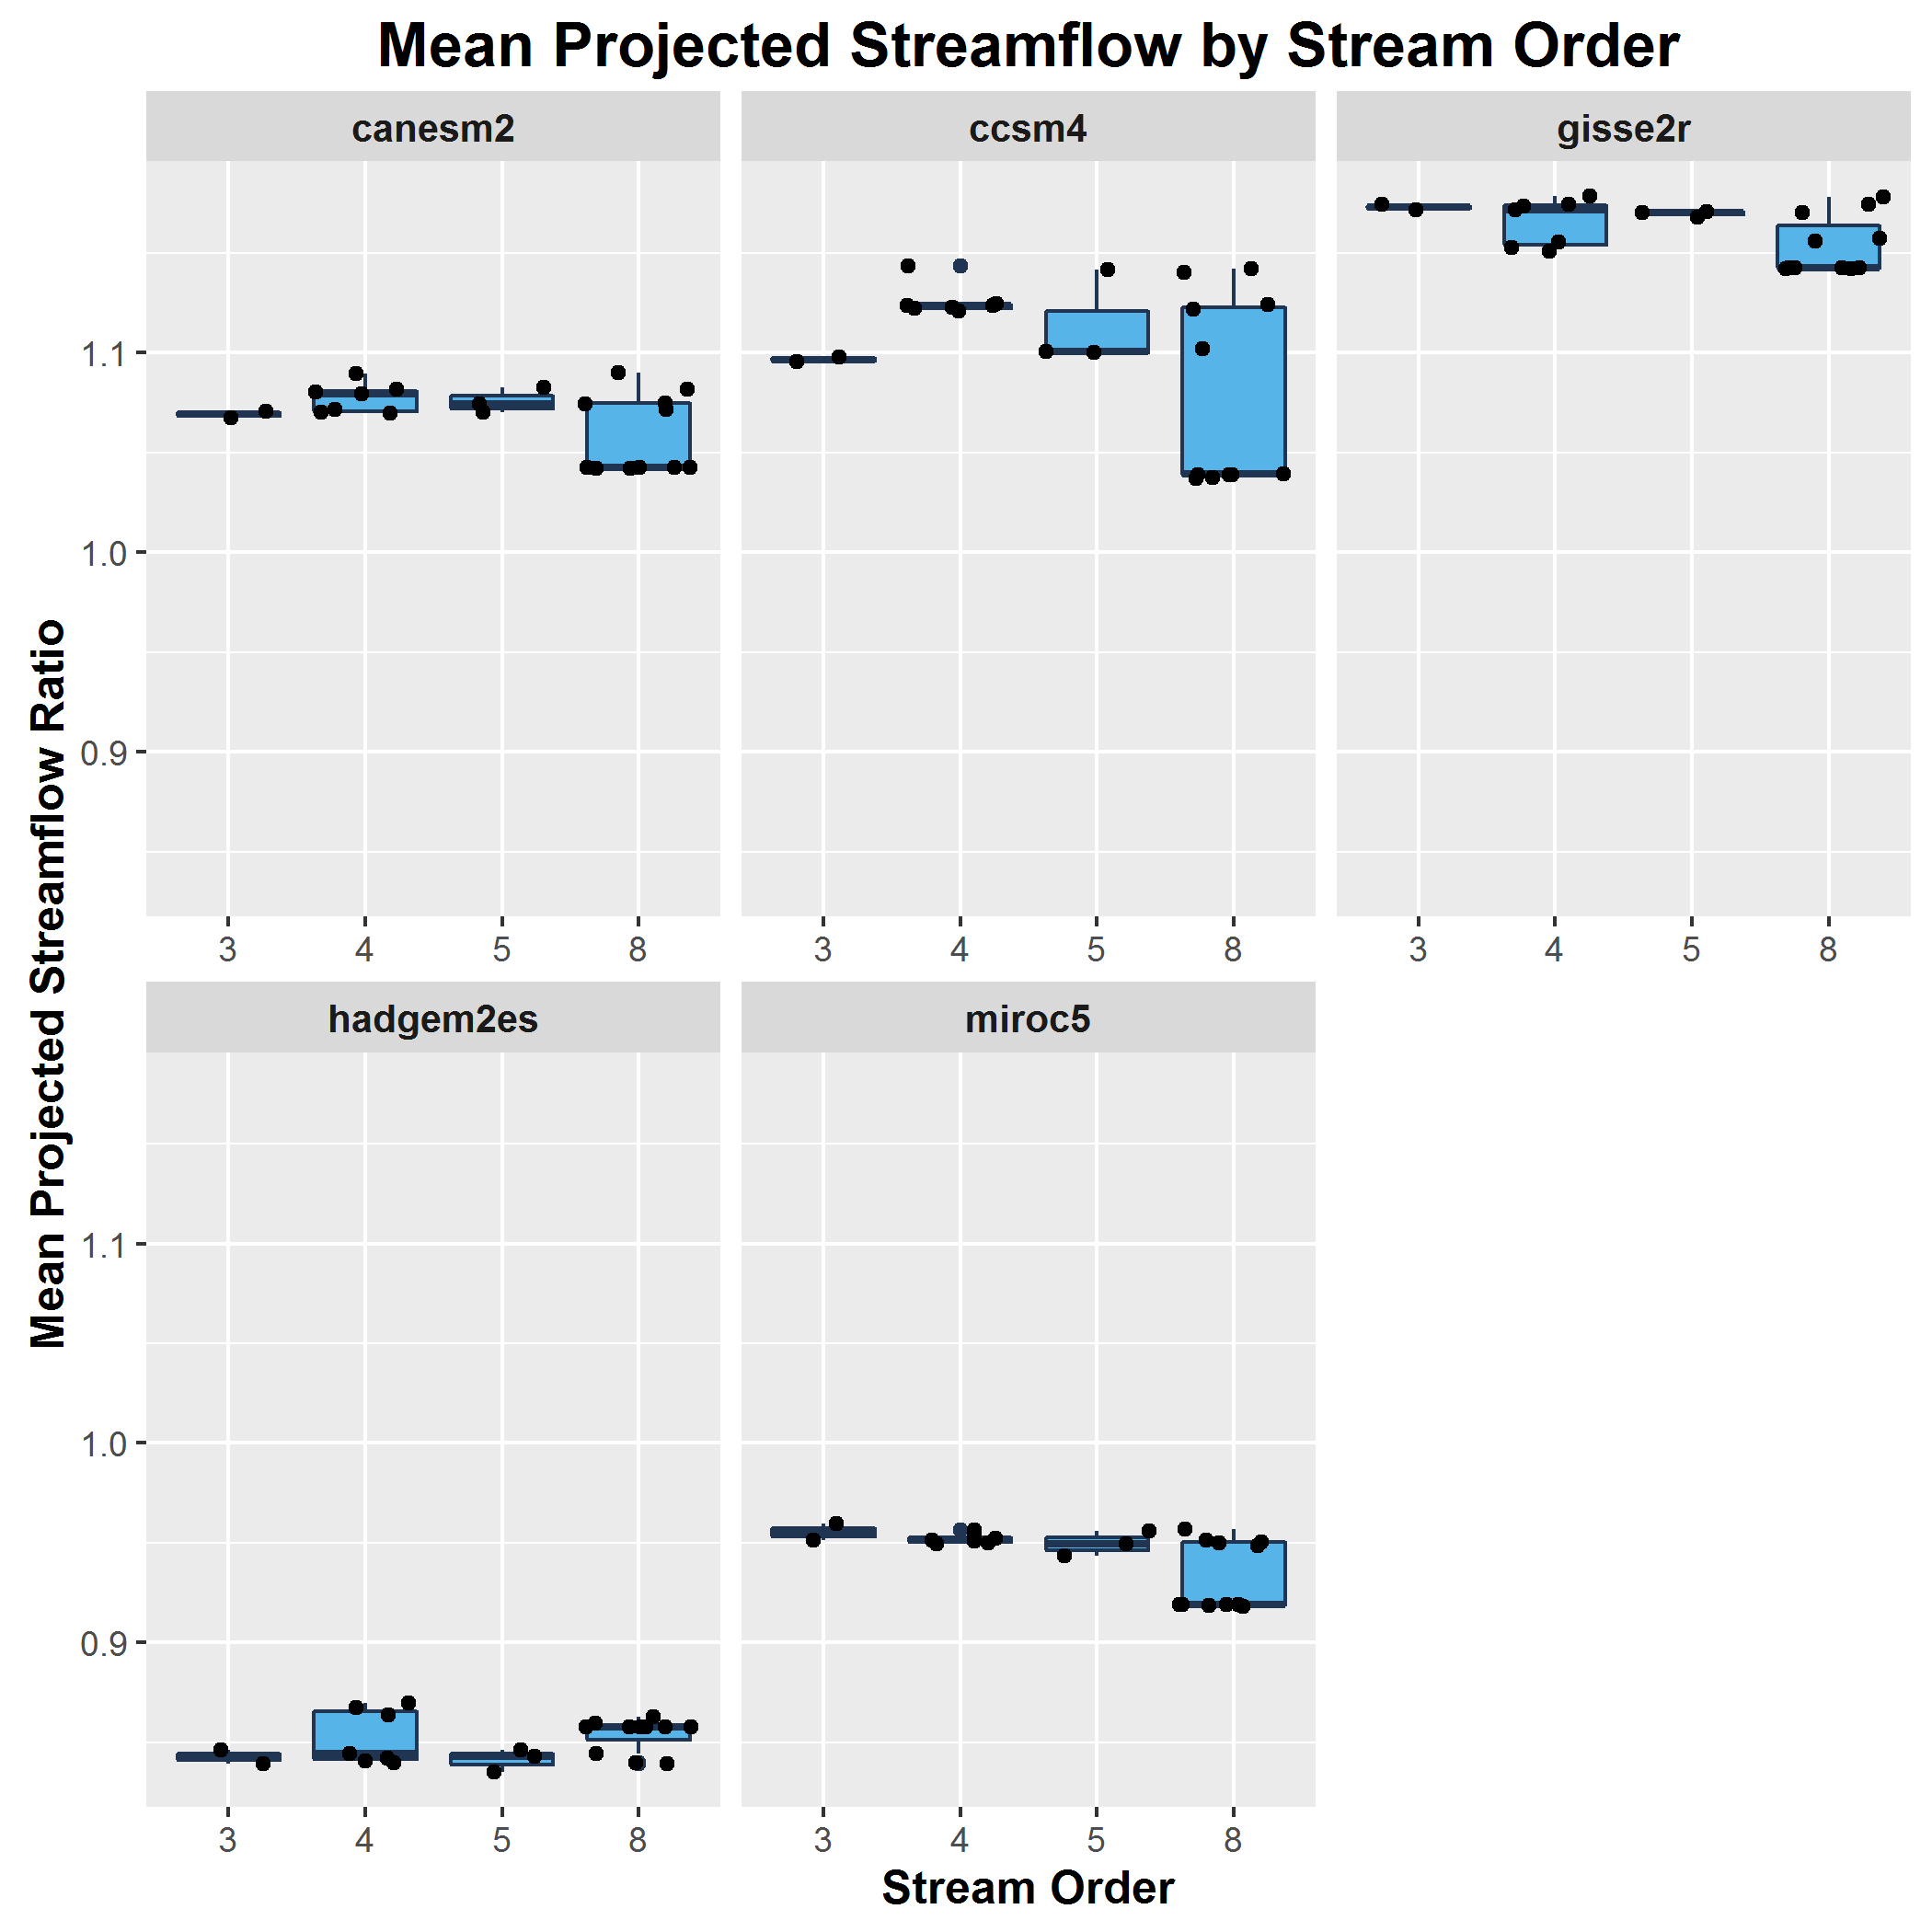 Mean Projected Streamflow by Stream Order
canesm2 ccsm4 gisse2r
1.1
1.0
0.9
3 4 5 8 3 4 5 8 3 4 5 8
Mean Projected Streamflow Ratio
hadgem2es miroc5
1.1
1.0
0.9
3 4 5 8 3 4 5 8
Stream Order